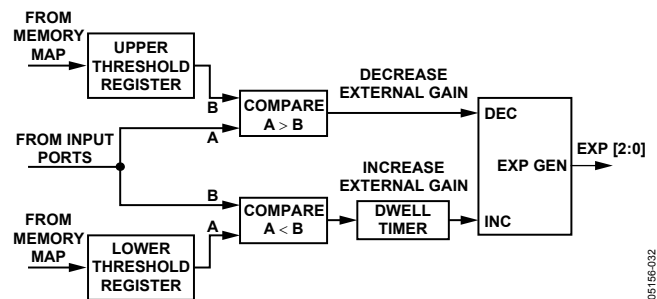 FROM
MEMORY
MAP
UPPER
THRESHOLD
REGISTER
B
COMPARE
A > B
A
DECREASE
EXTERNAL GAIN
DEC
FROM INPUT
PORTS
EXP GEN
EXP [2:0]
B
COMPARE
A < B
A
INCREASE
EXTERNAL GAIN
DWELL
TIMER
INC
FROM
MEMORY
MAP
LOWER
THRESHOLD
REGISTER
05156-032